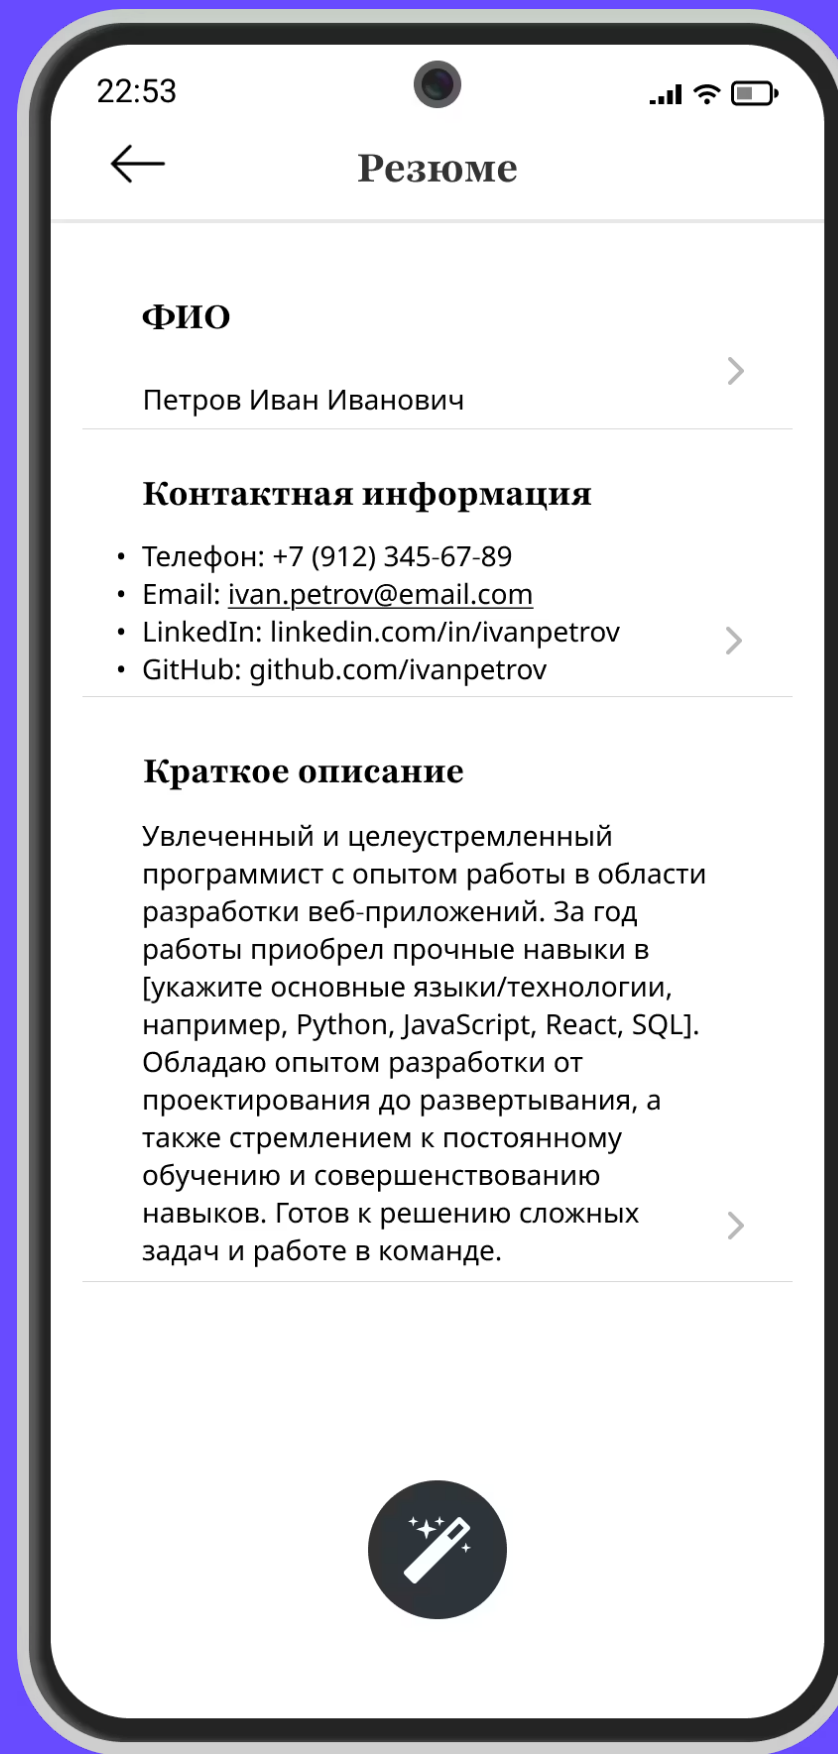 22:53
Резюме
ФИО
Петров Иван Иванович
Контактная информация
• Телефон: +7 (912) 345-67-89
• Email: ivan.petrov@email.com
• LinkedIn: linkedin.com/in/ivanpetrov
• GitHub: github.com/ivanpetrov
Краткое описание
Увлеченный и целеустремленный
программист с опытом работы в области
разработки веб-приложений. За год
работы приобрел прочные навыки в
[укажите основные языки/технологии,
например, Python, JavaScript, React, SQL].
Обладаю опытом разработки от
проектирования до развертывания, а
также стремлением к постоянному
обучению и совершенствованию
навыков. Готов к решению сложных
задач и работе в команде.